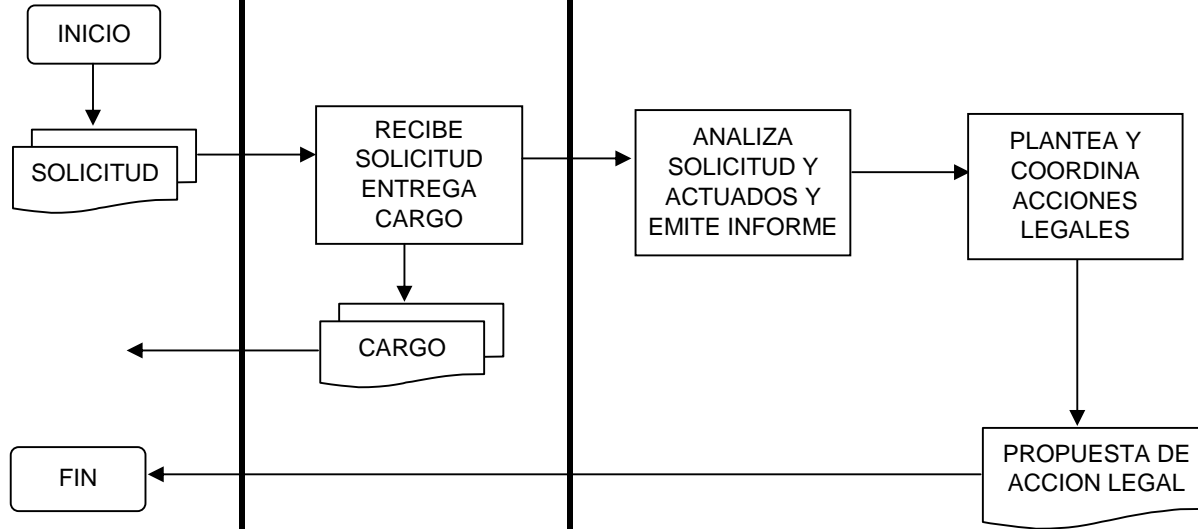 INICIO
SOLICITUD
RECIBE
SOLICITUD
ENTREGA
CARGO
CARGO
ANALIZA
SOLICITUD Y
ACTUADOS Y
EMITE INFORME
PLANTEA Y
COORDINA
ACCIONES
LEGALES
PROPUESTA DE
ACCION LEGAL
FIN